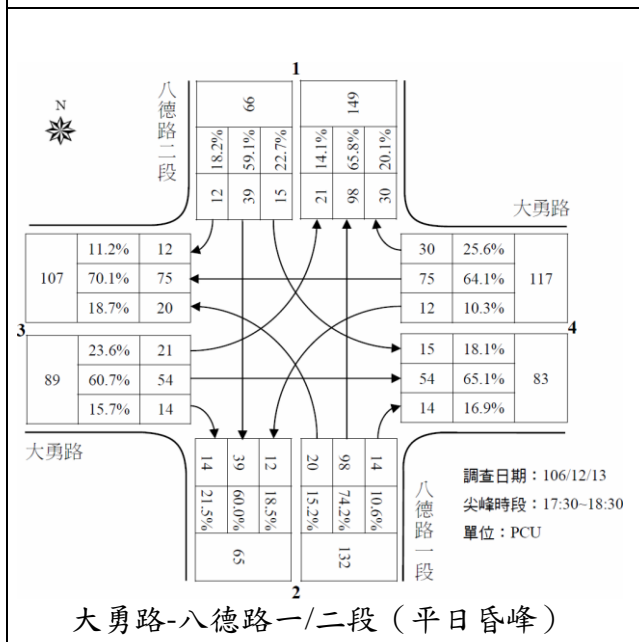 1
66
149
18.2% 59.1% 22.7%
14.1% 65.8% 20.1%
12 39 15
21 98 30
八德路二段
N
大勇路
107
11.2% 12
70.1% 75
18.7% 20
30 25.6%
75 64.1%
12 10.3%
117
3
4
89
23.6% 21
60.7% 54
15.7% 14
15 18.1%
54 65.1%
14 16.9%
83
大勇路
14 39 12
20 98 14
21.5% 60.0% 18.5%
15.2% 74.2% 10.6%
65
132
2
八德路一段
調查日期：106/12/13
尖峰時段：17:30~18:30
單位：PCU
大勇路-八德路一/二段（平日昏峰）